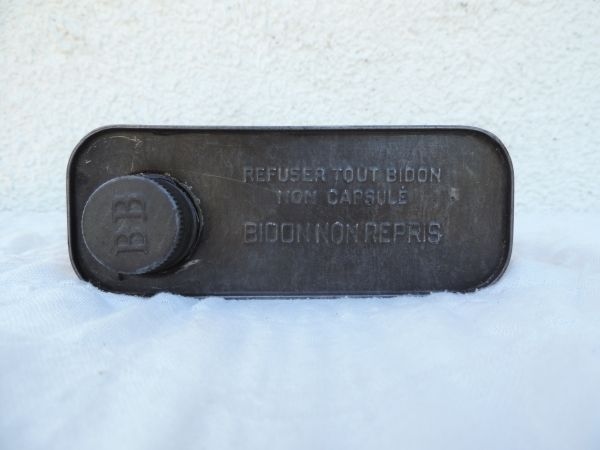 BB
REFUSER TOUT BIDON
NON CAPSULÉ
BIDON NON REPRIS